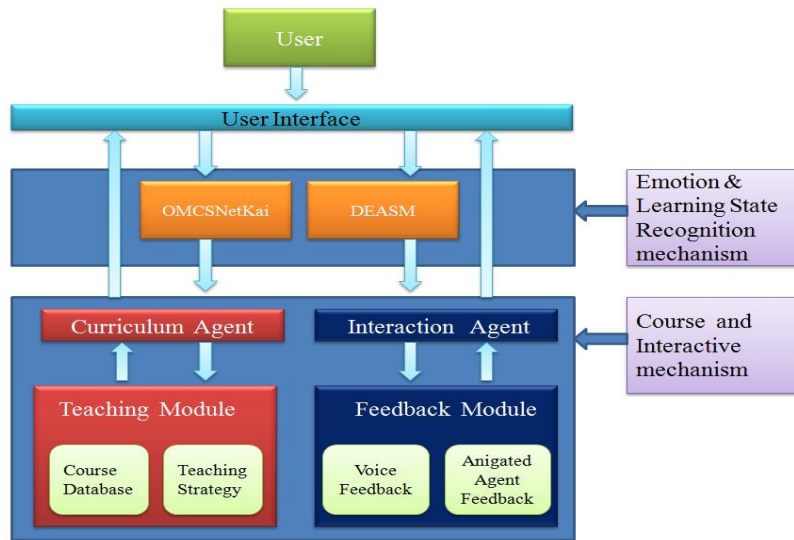 User
User Interface
OMCSNetKai
DEASM
Emotion &
Learning State
Recognition
mechanism
Curriculum Agent
Interaction Agent
Course and
Interactive
mechanism
Teaching Module
Course
Database
Teaching
Strategy
Feedback Module
Voice
Feedback
Anigated
Agent
Feedback